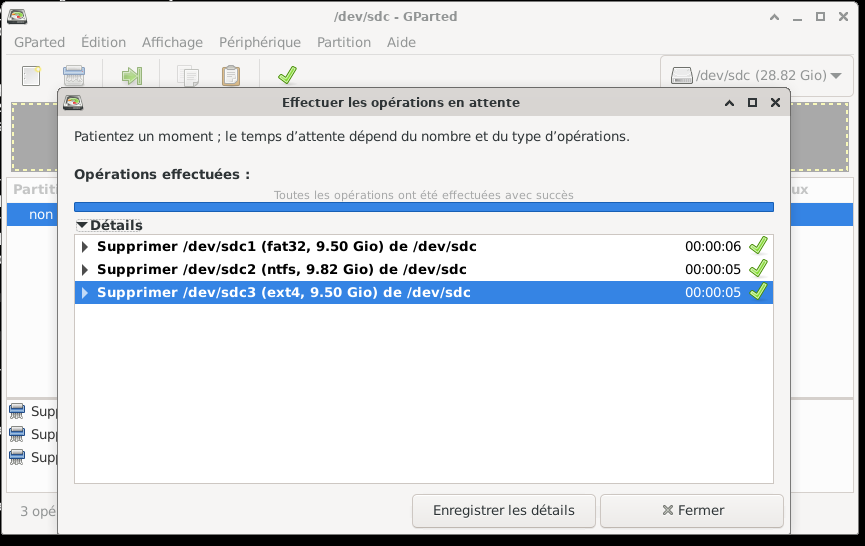 /dev/sdc - GParted
GParted Édition Affichage Périphérique Partition Aide
/dev/sdc (28.82 Gio)
Effectuer les opérations en attente
Patientez un moment ; le temps d’attente dépend du nombre et du type d’opérations.
Opérations effectuées :
Toutes les opérations ont été effectuées avec succès
Détails
Supprimer /dev/sdc1 (fat32, 9.50 Gio) de /dev/sdc 00:00:06
Supprimer /dev/sdc2 (ntfs, 9.82 Gio) de /dev/sdc 00:00:05
Supprimer /dev/sdc3 (ext4, 9.50 Gio) de /dev/sdc 00:00:05
Partiti ux
non
Supp
Supp
Supp
3 opé
Enregistrer les détails Fermer